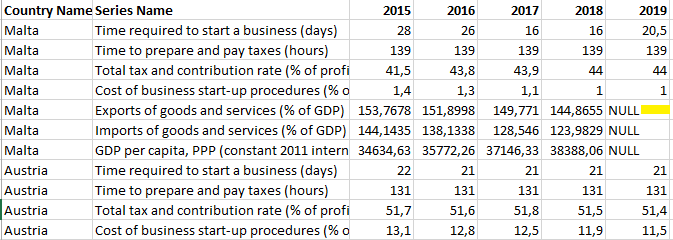 Country Name Series Name 2015 2016 2017 2018 2019
Malta Time required to start a business (days) 28 26 16 16 20,5
Malta Time to prepare and pay taxes (hours) 139 139 139 139 139
Malta Total tax and contribution rate (% of profi 41,5 43,8 43,9 44 44
Malta Cost of business start-up procedures (% o 1,4 1,3 1,1 1 1
Malta Exports of goods and services (% of GDP) 153,7678 151,8998 149,771 144,8655 NULL
Malta Imports of goods and services (% of GDP) 144,1435 138,1338 128,546 123,9829 NULL
Malta GDP per capita, PPP (constant 2011 intern 34634,63 35772,26 37146,33 38388,06 NULL
Austria Time required to start a business (days) 22 21 21 21 21
Austria Time to prepare and pay taxes (hours) 131 131 131 131 131
Austria Total tax and contribution rate (% of profi 51,7 51,6 51,8 51,5 51,4
Austria Cost of business start-up procedures (% o 13,1 12,8 12,5 11,9 11,5